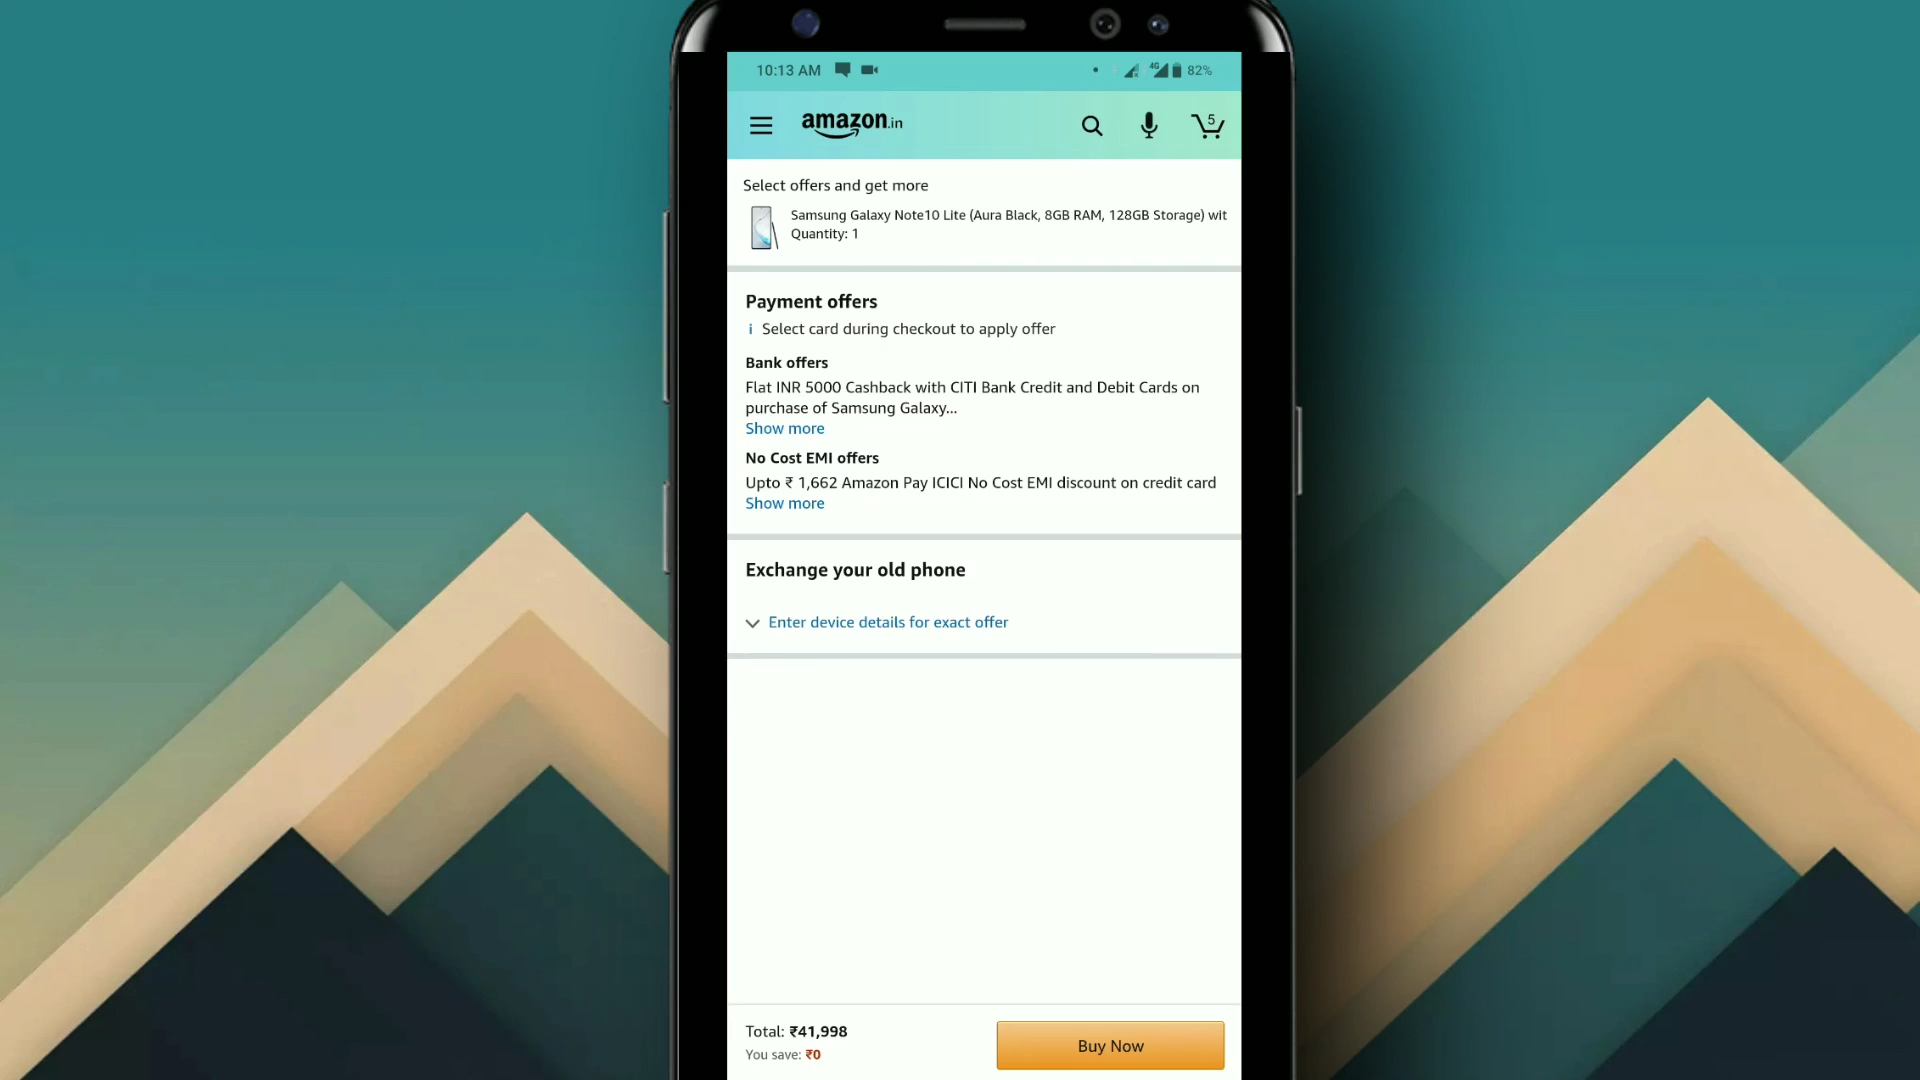 10:13 AM 4G 82%
amazon.in 5
Select offers and get more
Samsung Galaxy Note10 Lite (Aura Black, 8GB RAM, 128GB Storage) wit
Quantity: 1
Payment offers
i Select card during checkout to apply offer
Bank offers
Flat INR 5000 Cashback with CITI Bank Credit and Debit Cards on
purchase of Samsung Galaxy...
Show more
No Cost EMI offers
Upto ₹ 1,662 Amazon Pay ICICI No Cost EMI discount on credit card
Show more
Exchange your old phone
Enter device details for exact offer
Total: ₹41,998
You save: ₹0
Buy Now